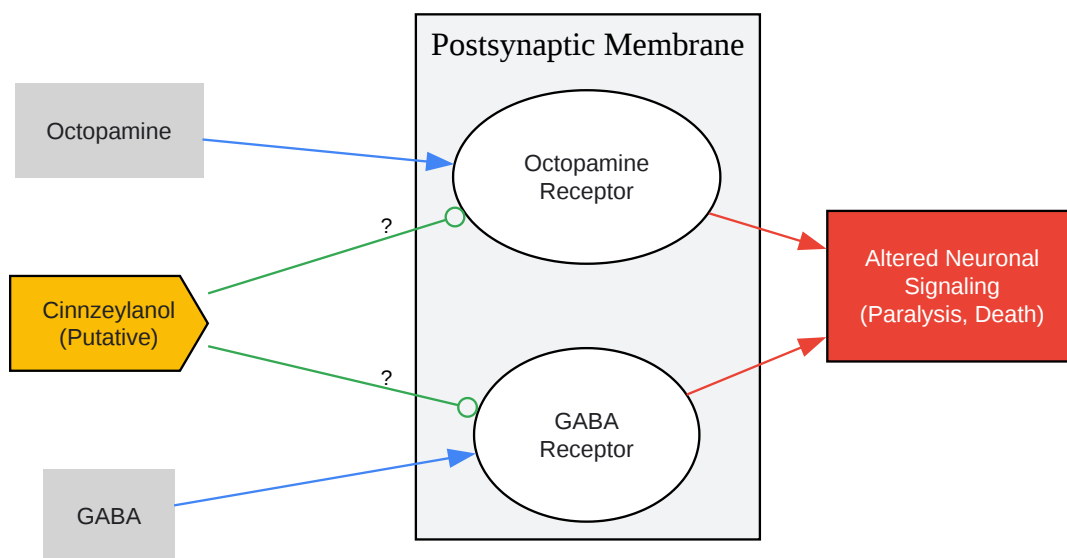 Postsynaptic Membrane
Octopamine
Octopamine
Receptor
?
Cinnzeylanol
(Putative)
?
GABA
Receptor
GABA
Altered Neuronal
Signaling
(Paralysis, Death)